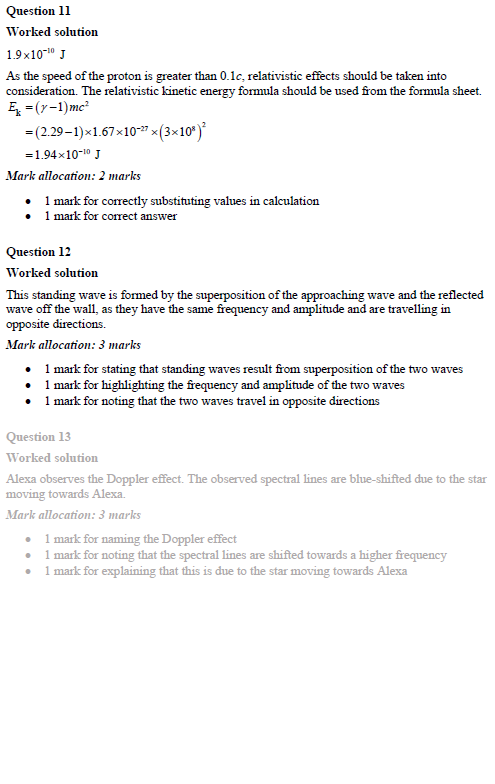 Question 11
Worked solution
1.9×10⁻¹⁰ J
As the speed of the proton is greater than 0.1c, relativistic effects should be taken into
consideration. The relativistic kinetic energy formula should be used from the formula sheet.
Eₖ = (γ−1)mc²
= (2.29−1)×1.67×10⁻²⁷×(3×10⁸)²
= 1.94×10⁻¹⁰ J
Mark allocation: 2 marks
• 1 mark for correctly substituting values in calculation
• 1 mark for correct answer
Question 12
Worked solution
This standing wave is formed by the superposition of the approaching wave and the reflected
wave off the wall, as they have the same frequency and amplitude and are travelling in
opposite directions.
Mark allocation: 3 marks
• 1 mark for stating that standing waves result from superposition of the two waves
• 1 mark for highlighting the frequency and amplitude of the two waves
• 1 mark for noting that the two waves travel in opposite directions
Question 13
Worked solution
Alexa observes the Doppler effect. The observed spectral lines are blue-shifted due to the star
moving towards Alexa.
Mark allocation: 3 marks
• 1 mark for naming the Doppler effect
• 1 mark for noting that the spectral lines are shifted towards a higher frequency
• 1 mark for explaining that this is due to the star moving towards Alexa